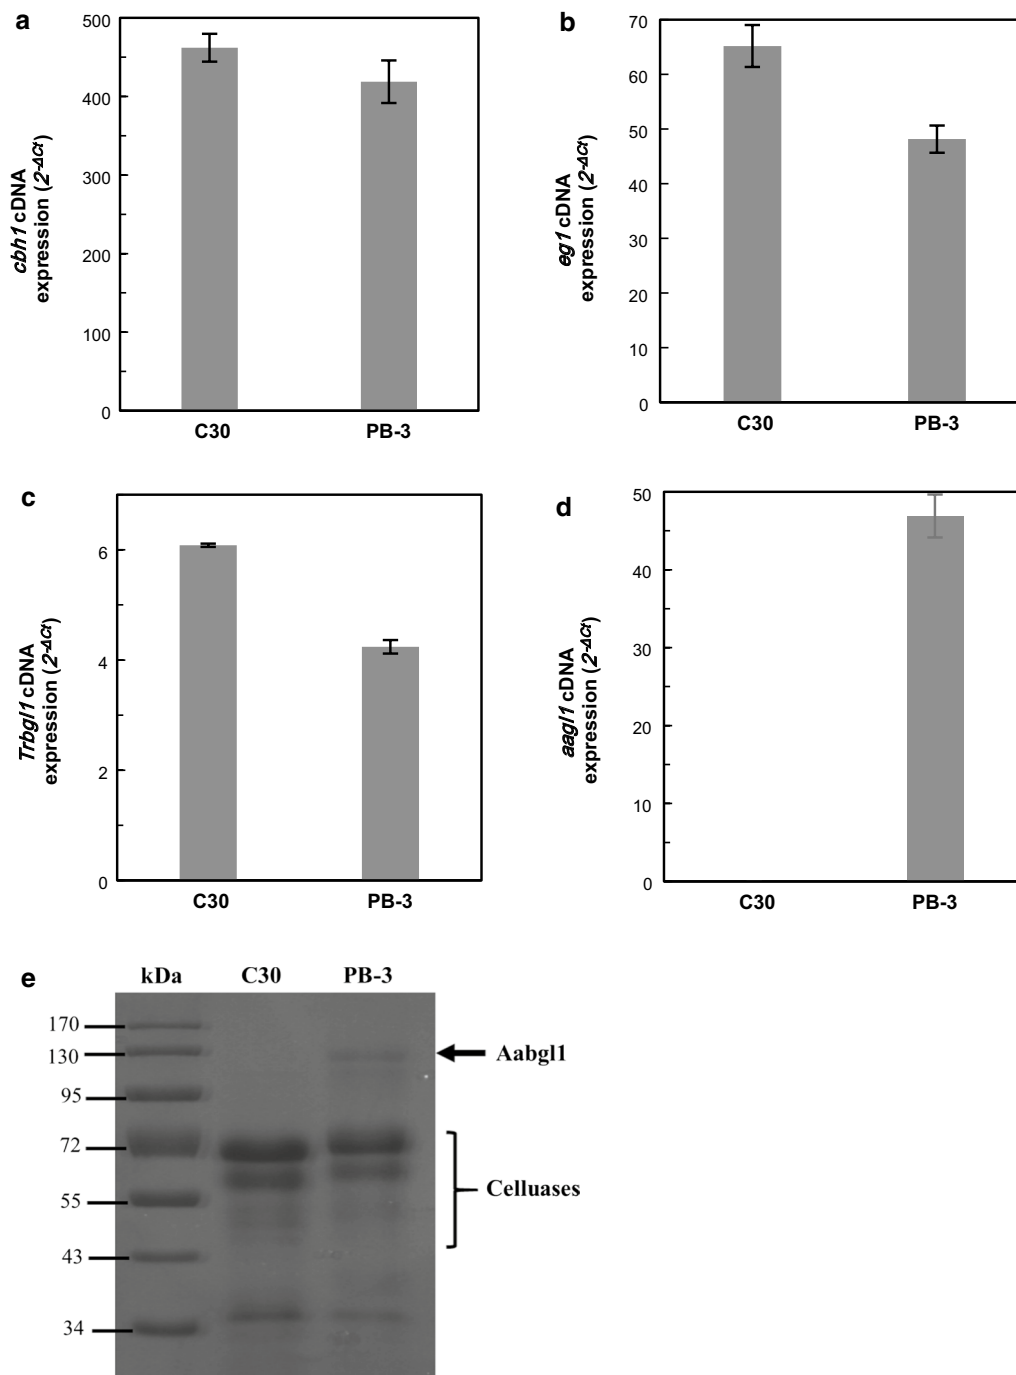 a
500
400
300
200
100
0
cbh1 cDNA
expression (2-ΔCt)
C30 PB-3
b
70
60
50
40
30
20
10
0
eg1 cDNA
expression (2-ΔCt)
C30 PB-3
c
6
4
2
0
Trbgl1 cDNA
expression (2-ΔCt)
C30 PB-3
d
50
40
30
20
10
0
aagl1 cDNA
expression (2-ΔCt)
C30 PB-3
e
kDa C30 PB-3
170
130
95
72
55
43
34
Aabgl1
Celluases